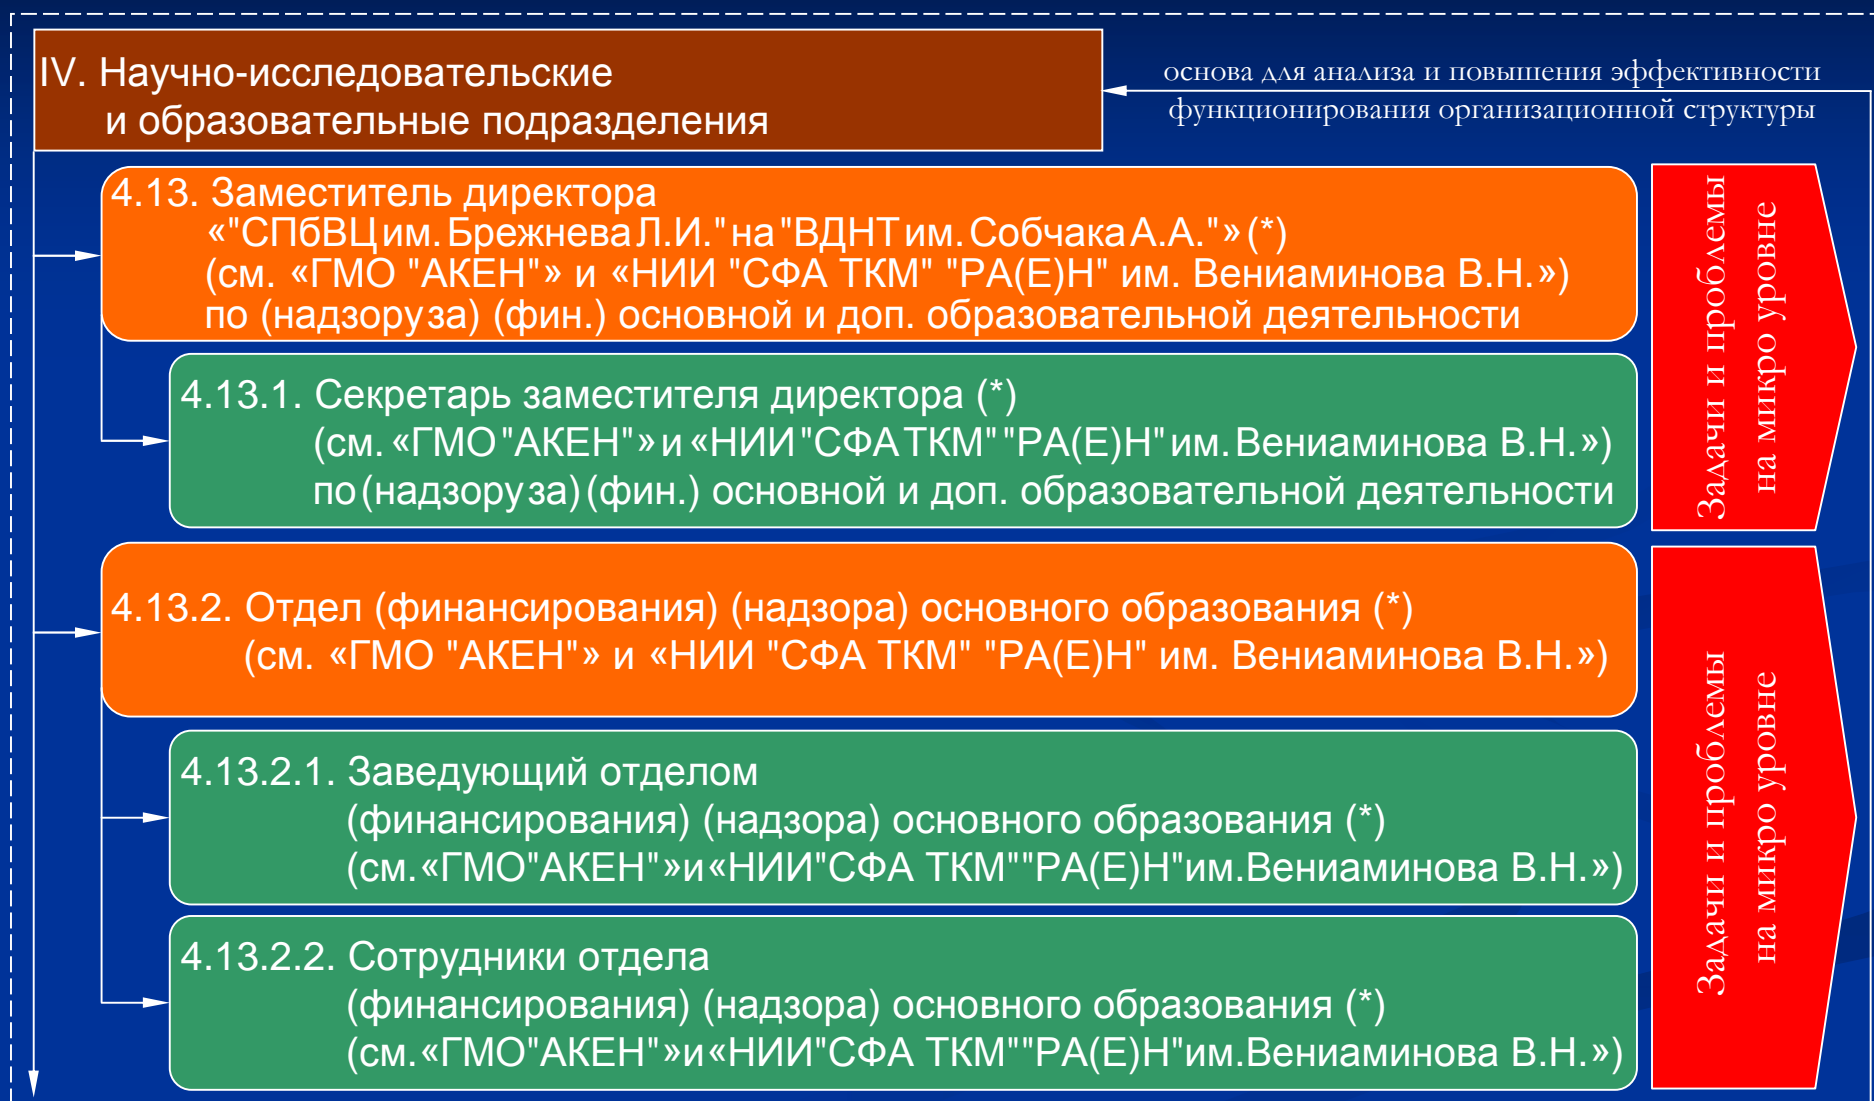 IV. Научно-исследовательские
и образовательные подразделения
основа для анализа и повышения эффективности
функционирования организационной структуры
4.13. Заместитель директора
«"СПбВЦ им. Брежнева Л.И." на "ВДНТ им. Собчака А.А."» (*)
(см. «ГМО "АКЕН"» и «НИИ "СФА ТКМ" "РА(Е)Н" им. Вениаминова В.Н.»)
по (надзору за) (фин.) основной и доп. образовательной деятельности
4.13.1. Секретарь заместителя директора (*)
(см. «ГМО "АКЕН"» и «НИИ "СФА ТКМ" "РА(Е)Н" им. Вениаминова В.Н.»)
по (надзору за) (фин.) основной и доп. образовательной деятельности
Задачи и проблемы
на микро уровне
4.13.2. Отдел (финансирования) (надзора) основного образования (*)
(см. «ГМО "АКЕН"» и «НИИ "СФА ТКМ" "РА(Е)Н" им. Вениаминова В.Н.»)
4.13.2.1. Заведующий отделом
(финансирования) (надзора) основного образования (*)
(см. «ГМО "АКЕН"» и «НИИ "СФА ТКМ" "РА(Е)Н" им. Вениаминова В.Н.»)
4.13.2.2. Сотрудники отдела
(финансирования) (надзора) основного образования (*)
(см. «ГМО "АКЕН"» и «НИИ "СФА ТКМ" "РА(Е)Н" им. Вениаминова В.Н.»)
Задачи и проблемы
на микро уровне